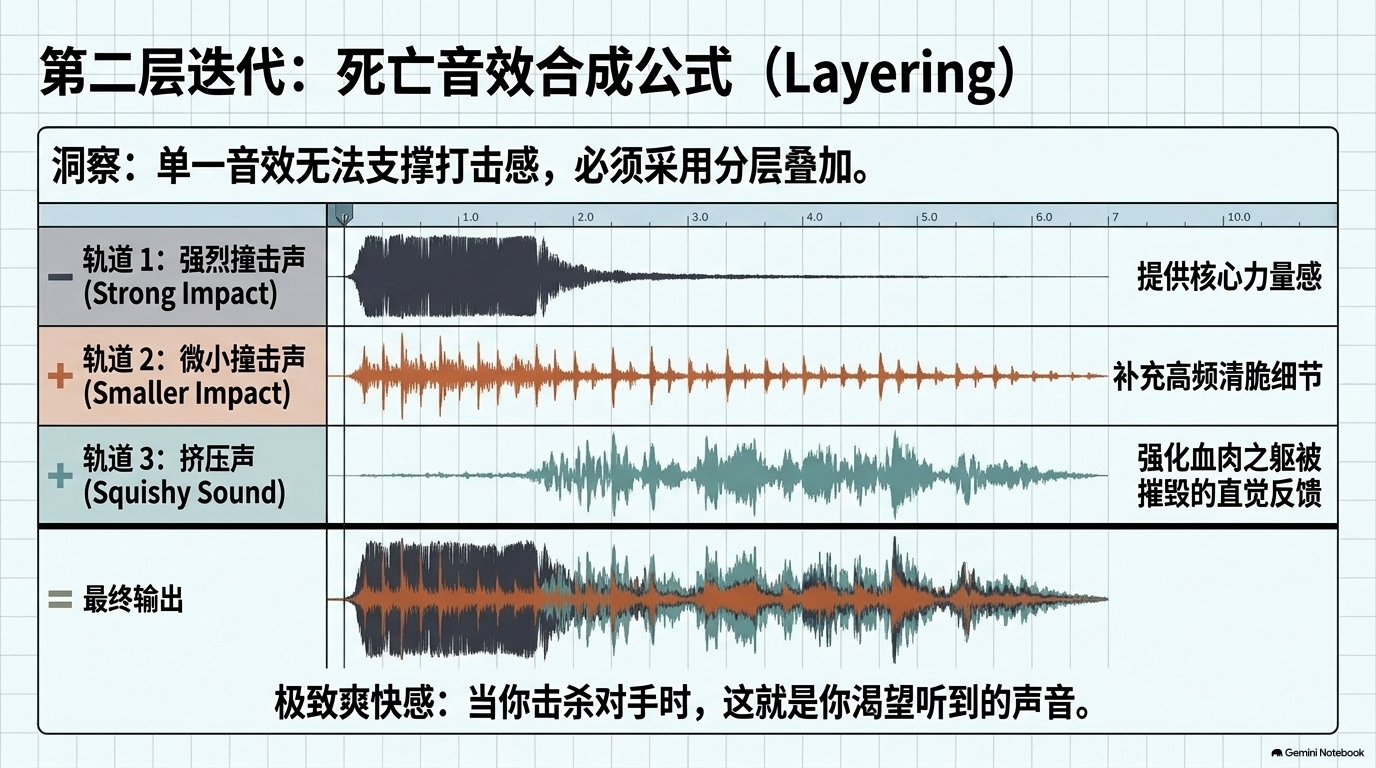 第二层迭代：死亡音效合成公式（Layering）
洞察：单一音效无法支撑打击感，必须采用分层叠加。
0 1.0 2.0 3.0 4.0 5.0 6.0 7 10.0
轨道 1：强烈撞击声
(Strong Impact)
提供核心力量感
轨道 2：微小撞击声
(Smaller Impact)
补充高频清脆细节
轨道 3：挤压声
(Squishy Sound)
强化血肉之躯被
摧毁的直觉反馈
最终输出
极致爽快感：当你击杀对手时，这就是你渴望听到的声音。
Gemini Notebook